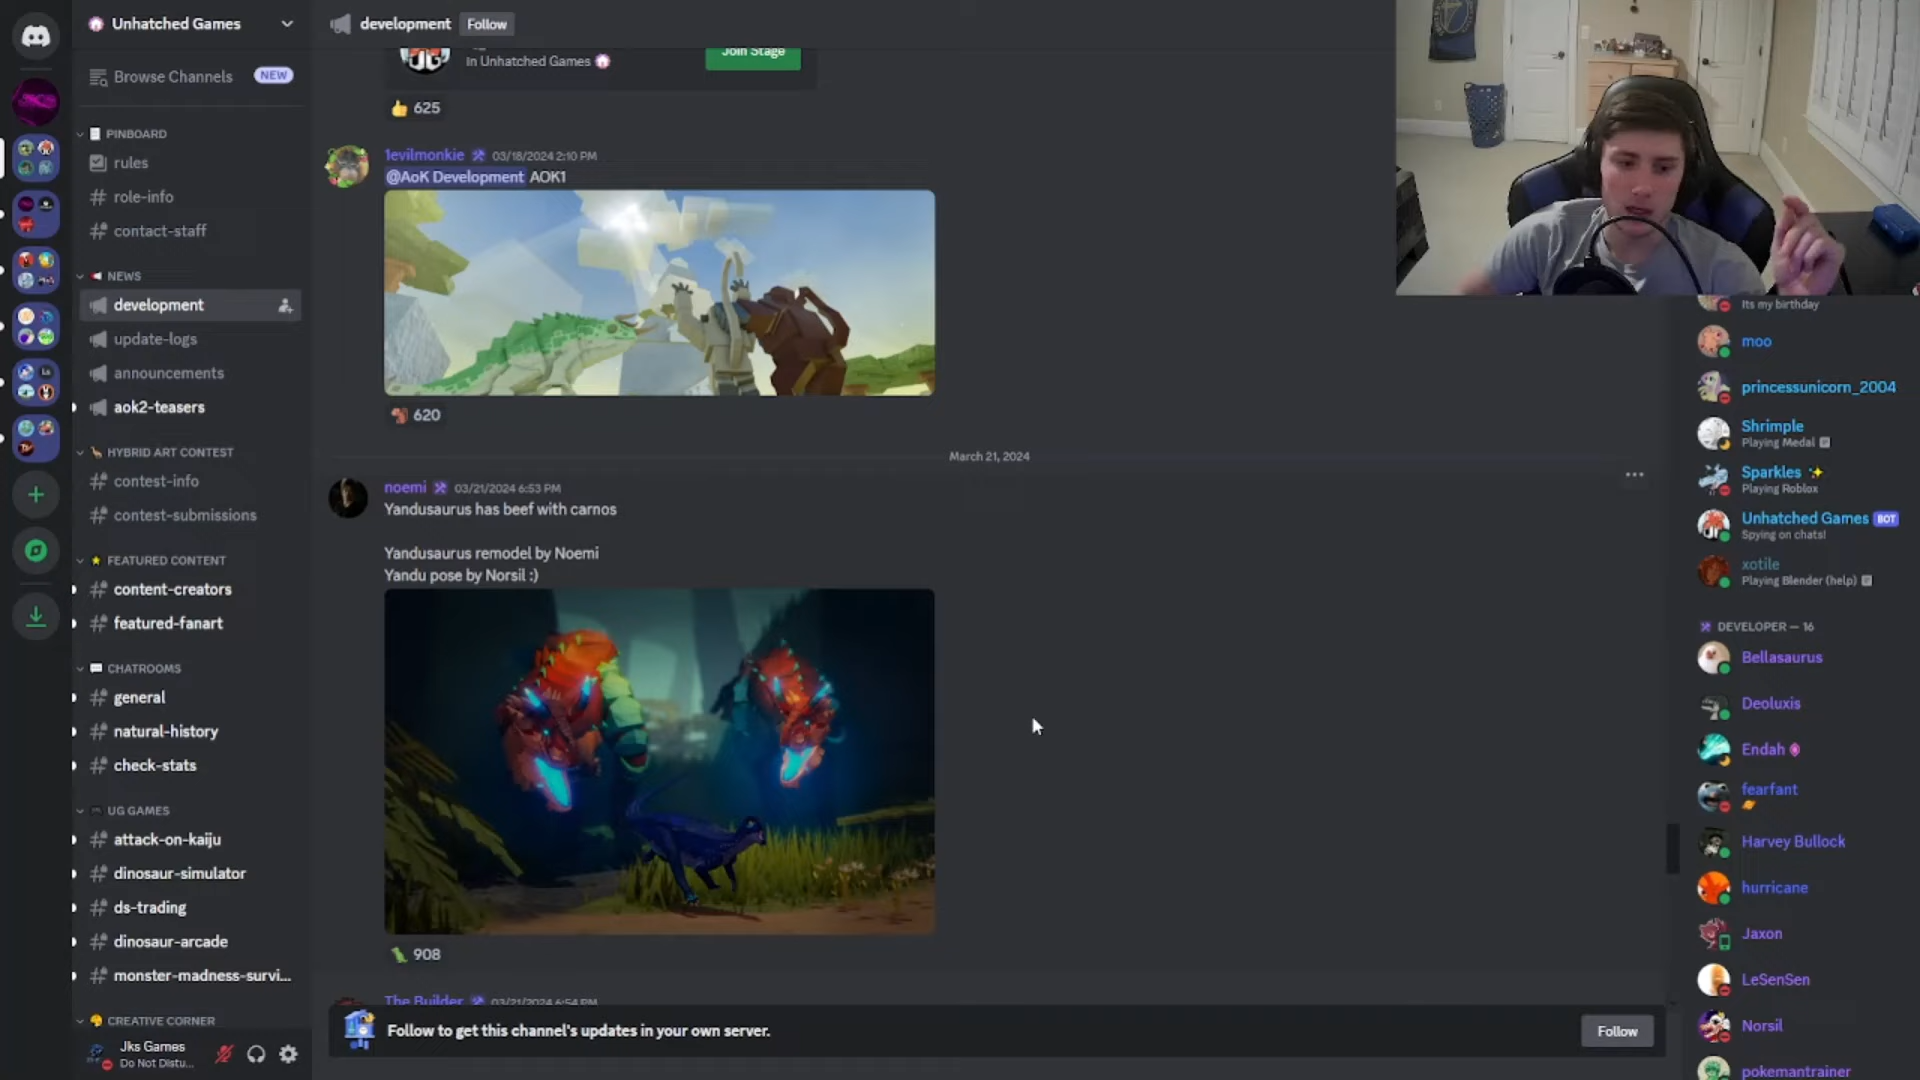 Unhatched Games
Browse Channels
NEW
PINBOARD
rules
role-info
contact-staff
NEWS
development
update-logs
announcements
aok2-teasers
HYBRID ART CONTEST
contest-info
contest-submissions
FEATURED CONTENT
content-creators
featured-fanart
CHATROOMS
general
natural-history
check-stats
UG GAMES
attack-on-kaiju
dinosaur-simulator
ds-trading
dinosaur-arcade
monster-madness-survi...
CREATIVE CORNER
Jks Games
Do Not Distu...
development
Follow
in Unhatched Games
Join Stage
625
1evilmonkie 03/18/2024 2:10 PM
@AoK Development AOK1
620
March 21, 2024
noemi 03/21/2024 6:53 PM
Yandusaurus has beef with carnos
Yandusaurus remodel by Noemi
Yandu pose by Norsil :)
908
The Builder 03/21/2024 6:54 PM
Follow to get this channel's updates in your own server.
Follow
Its my birthday
moo
princessunicorn_2004
Shrimple
Playing Medal
Sparkles
Playing Roblox
Unhatched Games BOT
Spying on chats!
xotile
Playing Blender (help)
DEVELOPER — 16
Bellasaurus
Deoluxis
Endah
fearfant
Harvey Bullock
hurricane
Jaxon
LeSenSen
Norsil
pokemantrainer